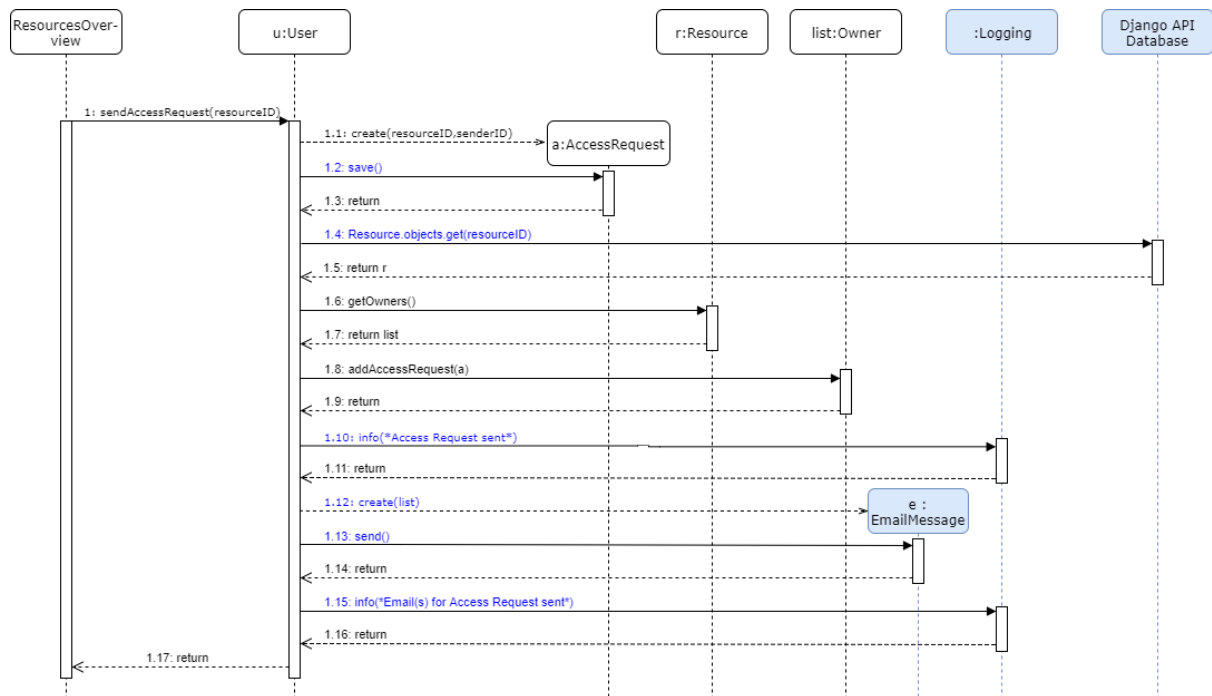 ResourcesOver-
view
u:User
r:Resource
list:Owner
:Logging
Django API
Database
1: sendAccessRequest(resourceID)
1.1: create(resourceID,senderID)
a:AccessRequest
1.2: save()
1.3: return
1.4: Resource.objects.get(resourceID)
1.5: return r
1.6: getOwners()
1.7: return list
1.8: addAccessRequest(a)
1.9: return
1.10: info(*Access Request sent*)
1.11: return
1.12: create(list)
e :
EmailMessage
1.13: send()
1.14: return
1.15: info(*Email(s) for Access Request sent*)
1.16: return
1.17: return